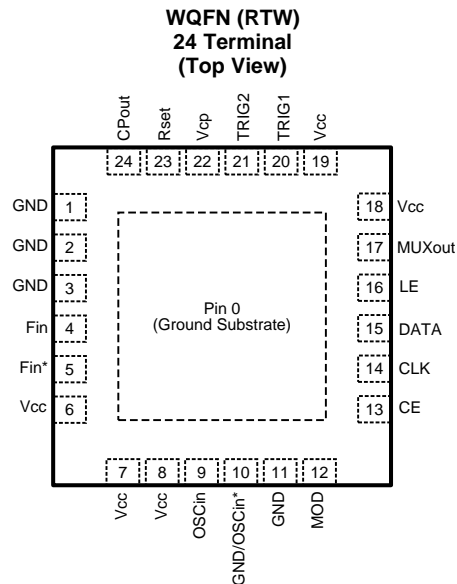 WQFN (RTW)
24 Terminal
(Top View)
CPout
Rset
Vcp
TRIG2
TRIG1
Vcc
24 23 22 21 20 19
GND 1
GND 2
GND 3
Fin 4
Fin* 5
Vcc 6
Pin 0
(Ground Substrate)
18 Vcc
17 MUXout
16 LE
15 DATA
14 CLK
13 CE
7 8 9 10 11 12
Vcc
Vcc
OSCin
GND/OSCin*
GND
MOD